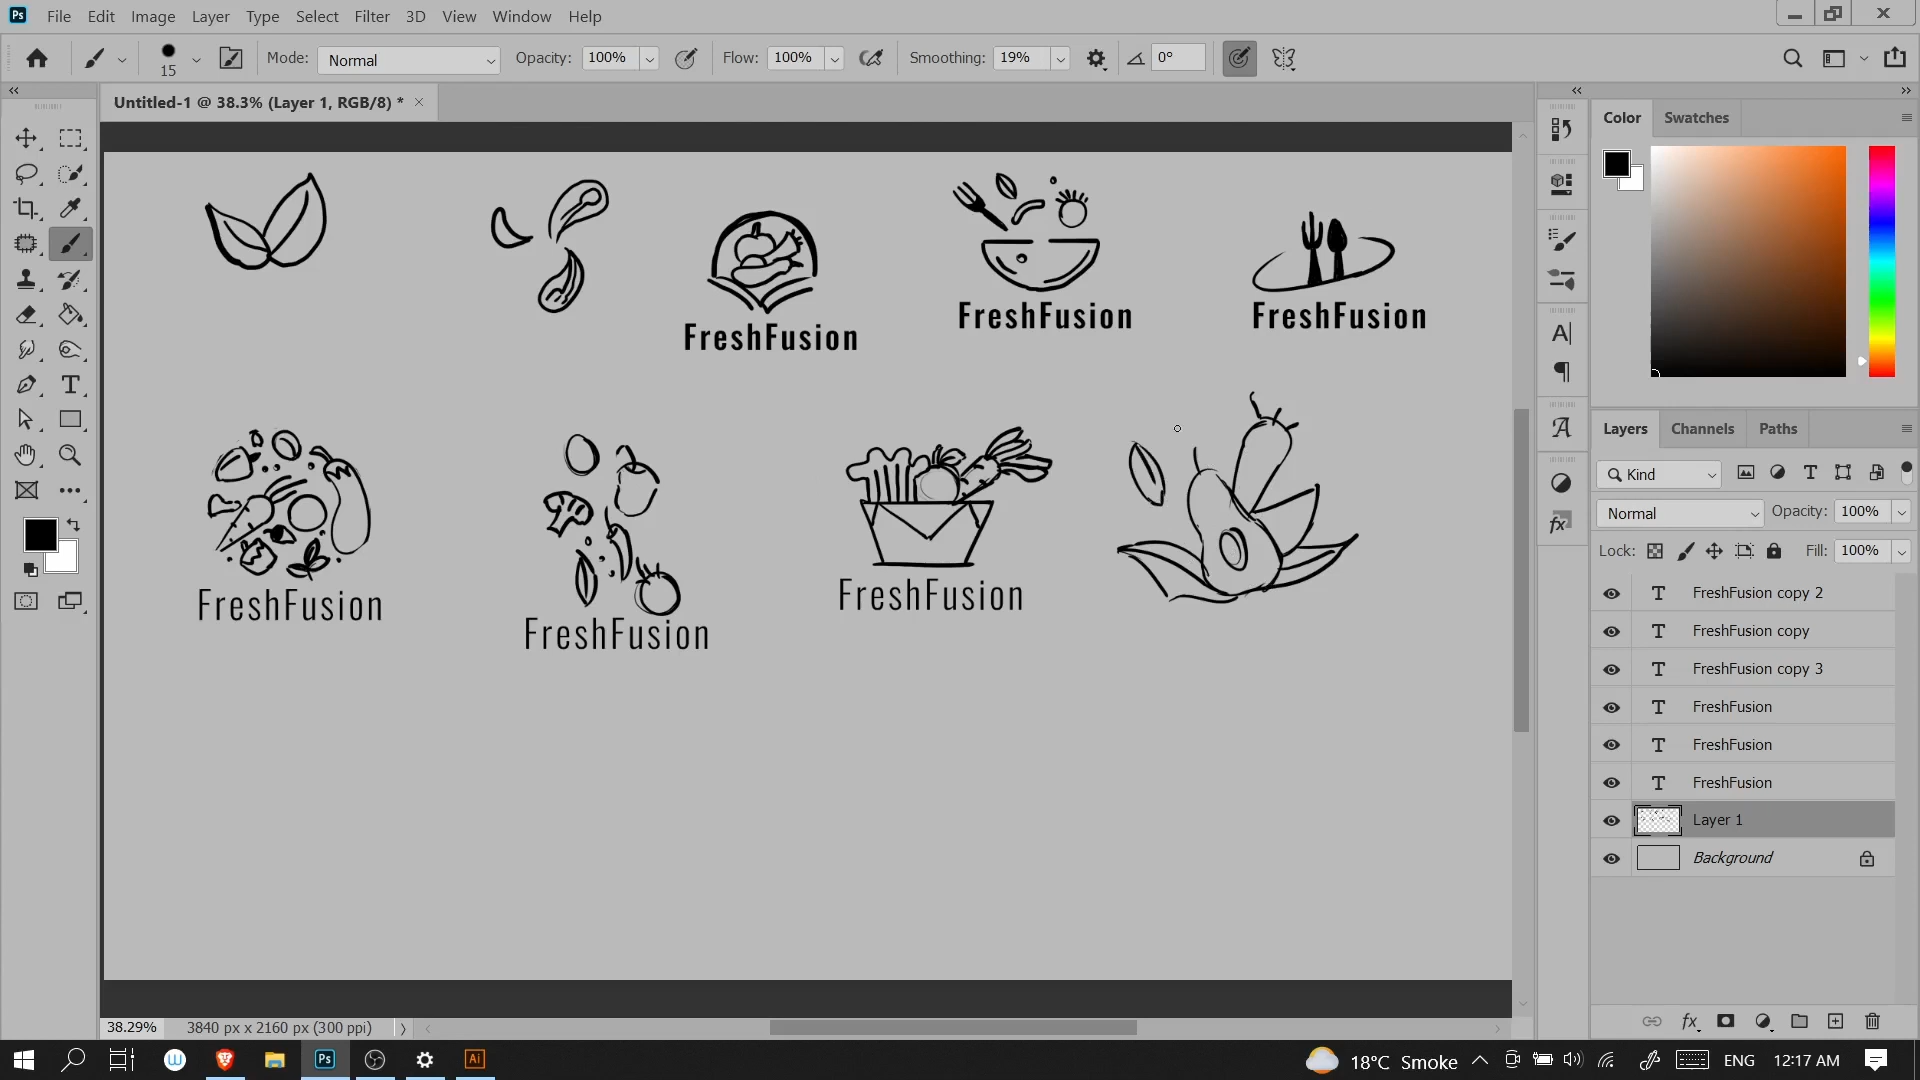 Ps File Edit Image Layer Type Select Filter 3D View Window Help
15 Mode: Normal Opacity: 100% Flow: 100% Smoothing: 19% 0°
Untitled-1 @ 38.3% (Layer 1, RGB/8) *
Color Swatches
FreshFusion
FreshFusion
FreshFusion
FreshFusion
FreshFusion
FreshFusion
Layers Channels Paths
Kind
Normal Opacity: 100%
Lock: Fill: 100%
FreshFusion copy 2
FreshFusion copy
FreshFusion copy 3
FreshFusion
FreshFusion
FreshFusion
Layer 1
Background
38.29% 3840 px x 2160 px (300 ppi)
Ps Ai 18°C Smoke ENG 12:17 AM